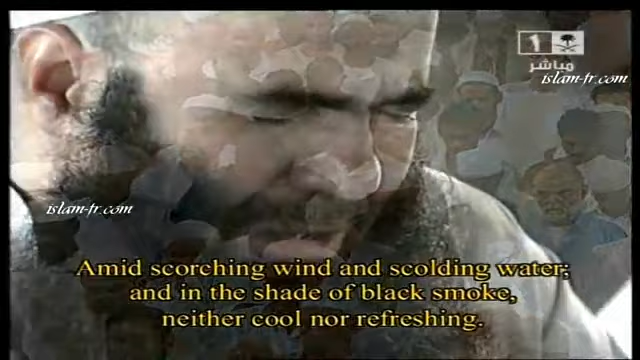 1
مباشر
islam-fr.com
islam-fr.com
Amid scorching wind and scolding water;
and in the shade of black smoke,
neither cool nor refreshing.